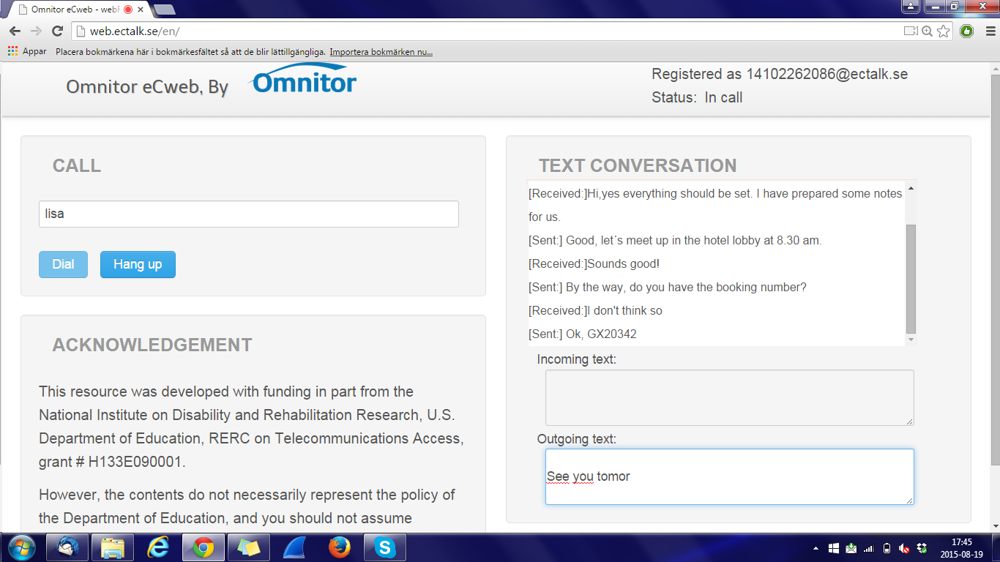 Omnitor eCweb - webF
web.ectalk.se/en/
Appar Placera bokmärkena här i bokmärkesfältet så att de blir lättillgängliga. Importera bokmärken nu...
Omnitor eCweb, By Omnitor
Registered as 14102262086@ectalk.se
Status: In call
CALL
lisa
Dial Hang up
ACKNOWLEDGEMENT
This resource was developed with funding in part from the
National Institute on Disability and Rehabilitation Research, U.S.
Department of Education, RERC on Telecommunications Access,
grant # H133E090001.
However, the contents do not necessarily represent the policy of
the Department of Education, and you should not assume
TEXT CONVERSATION
[Received:]Hi,yes everything should be set. I have prepared some notes
for us.
[Sent:] Good, let´s meet up in the hotel lobby at 8.30 am.
[Received:]Sounds good!
[Sent:] By the way, do you have the booking number?
[Received:]I don't think so
[Sent:] Ok, GX20342
Incoming text:
Outgoing text:
See you tomor
17:45
2015-08-19